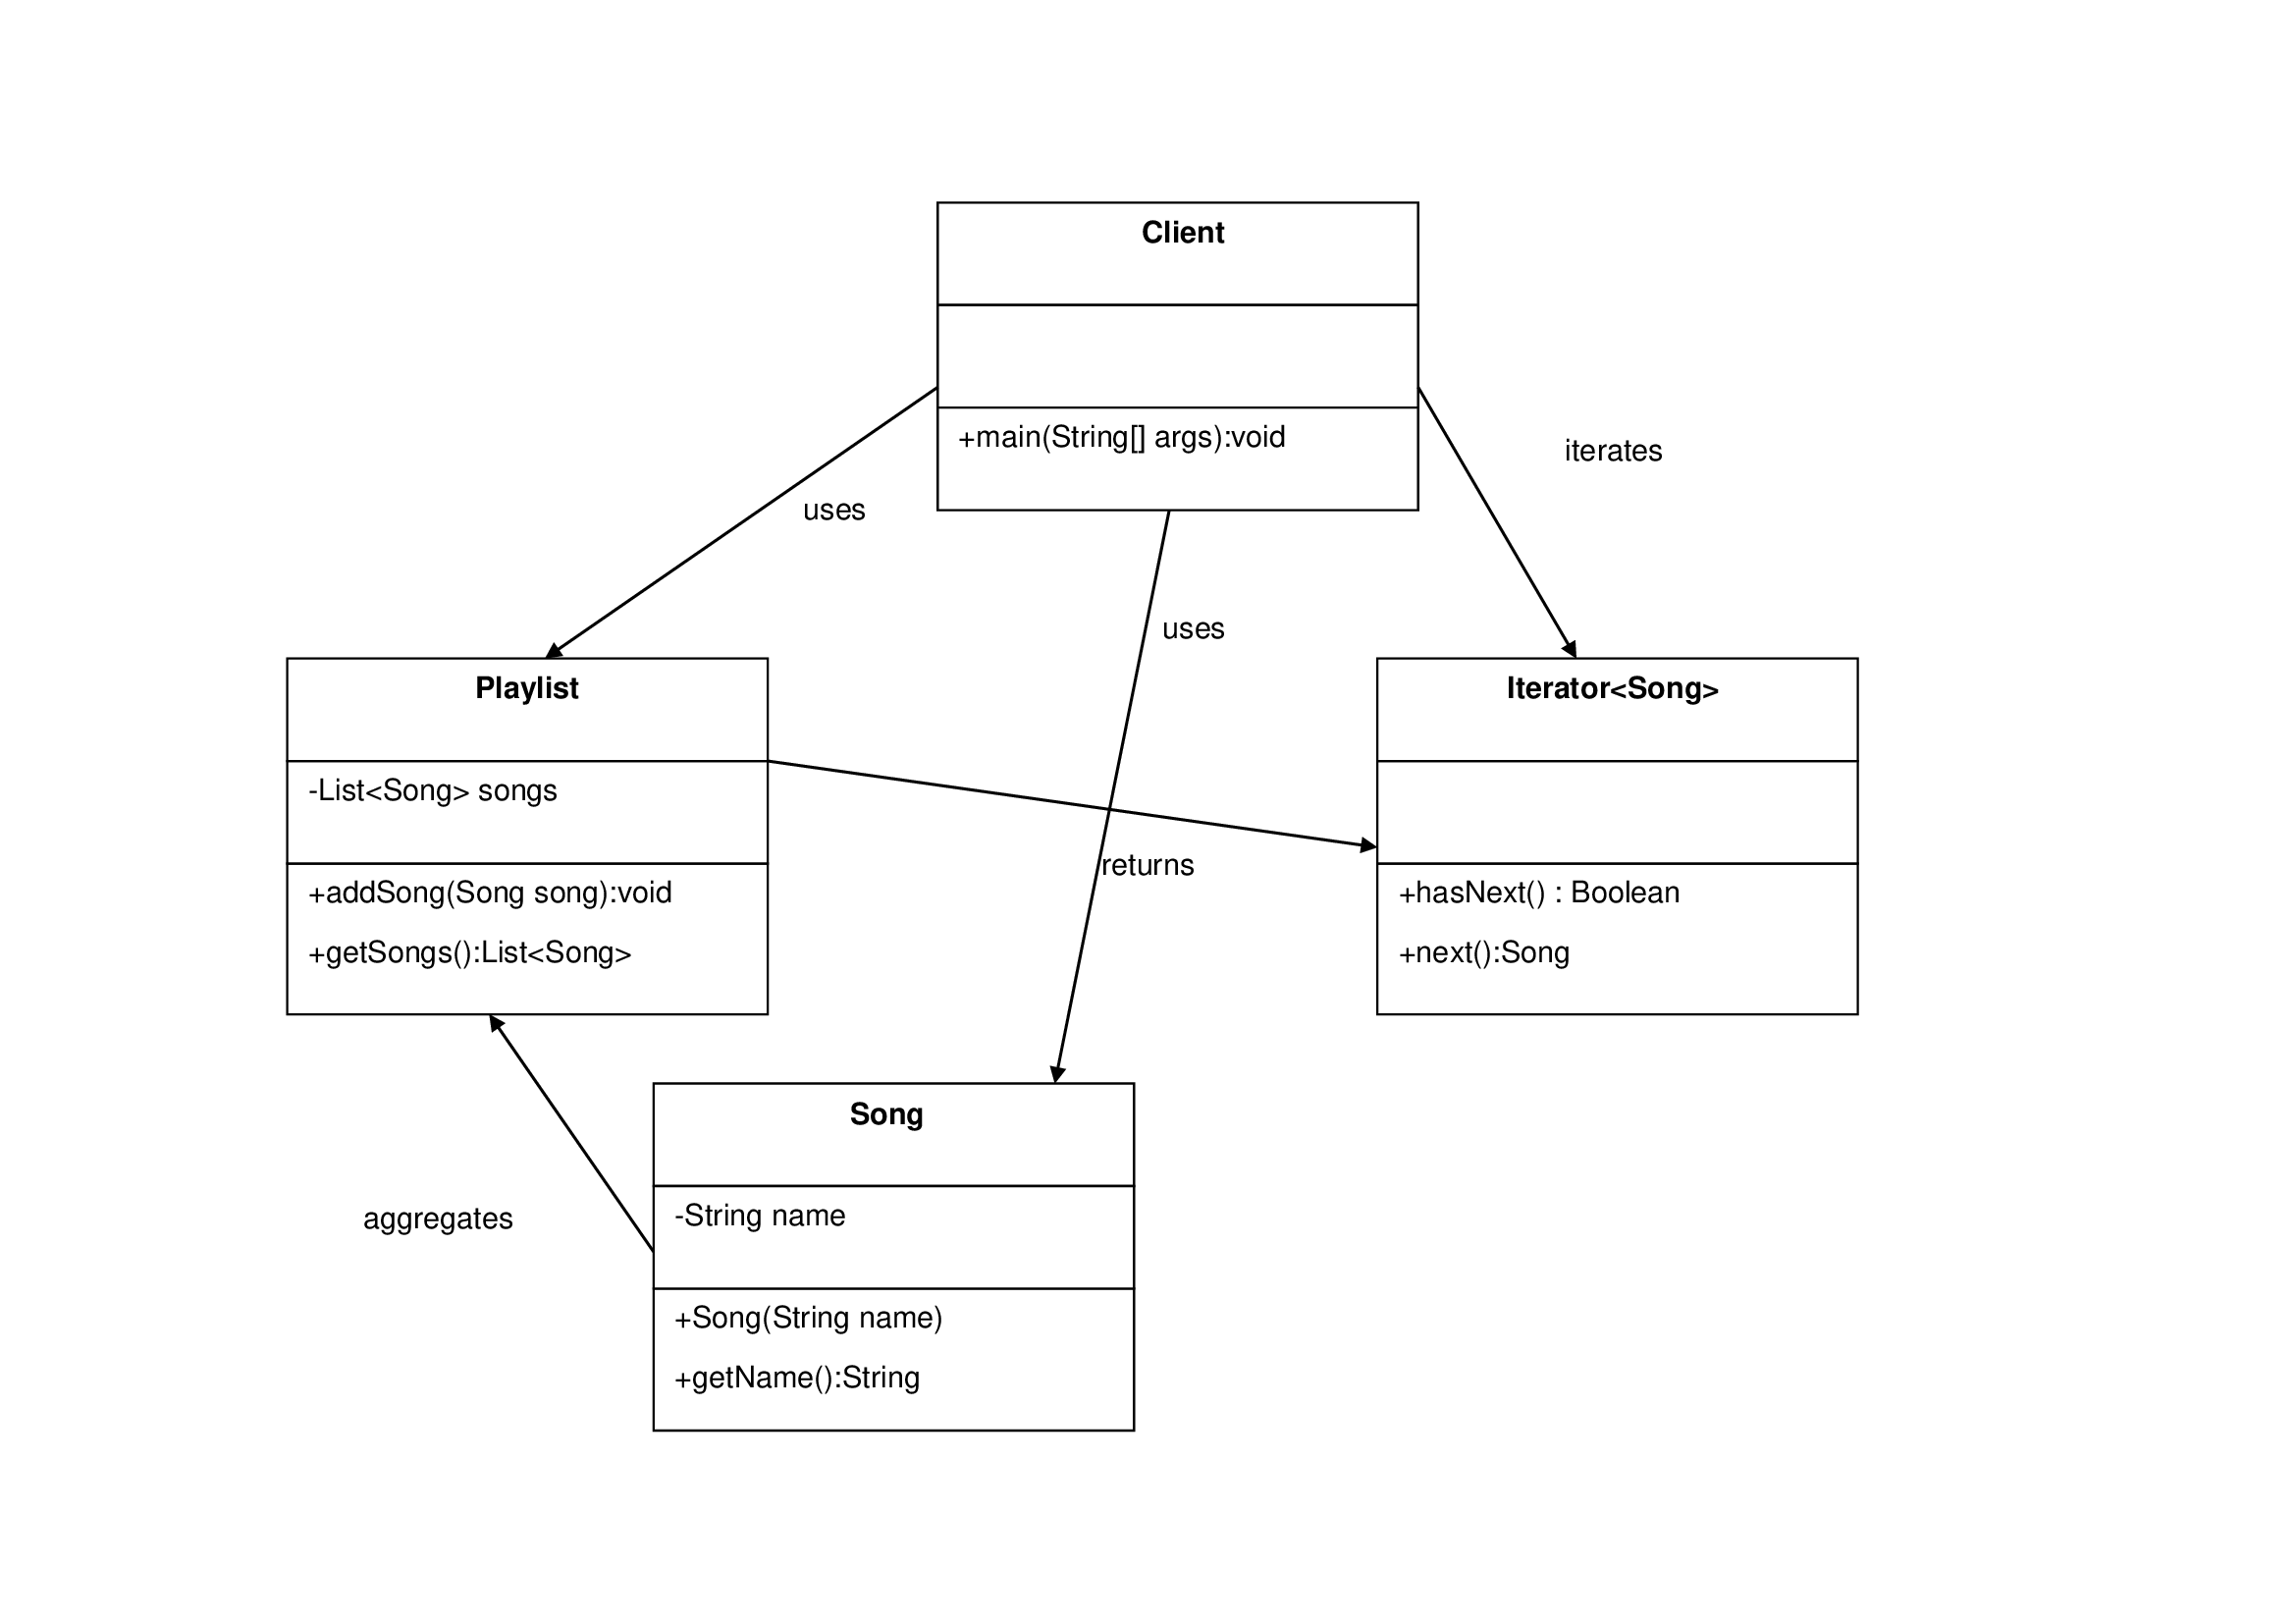 Client
+main(String[] args):void
iterates
uses
uses
Playlist
-List<Song> songs
+addSong(Song song):void
+getSongs():List<Song>
Iterator<Song>
+hasNext() : Boolean
+next():Song
returns
Song
-String name
+Song(String name)
+getName():String
aggregates